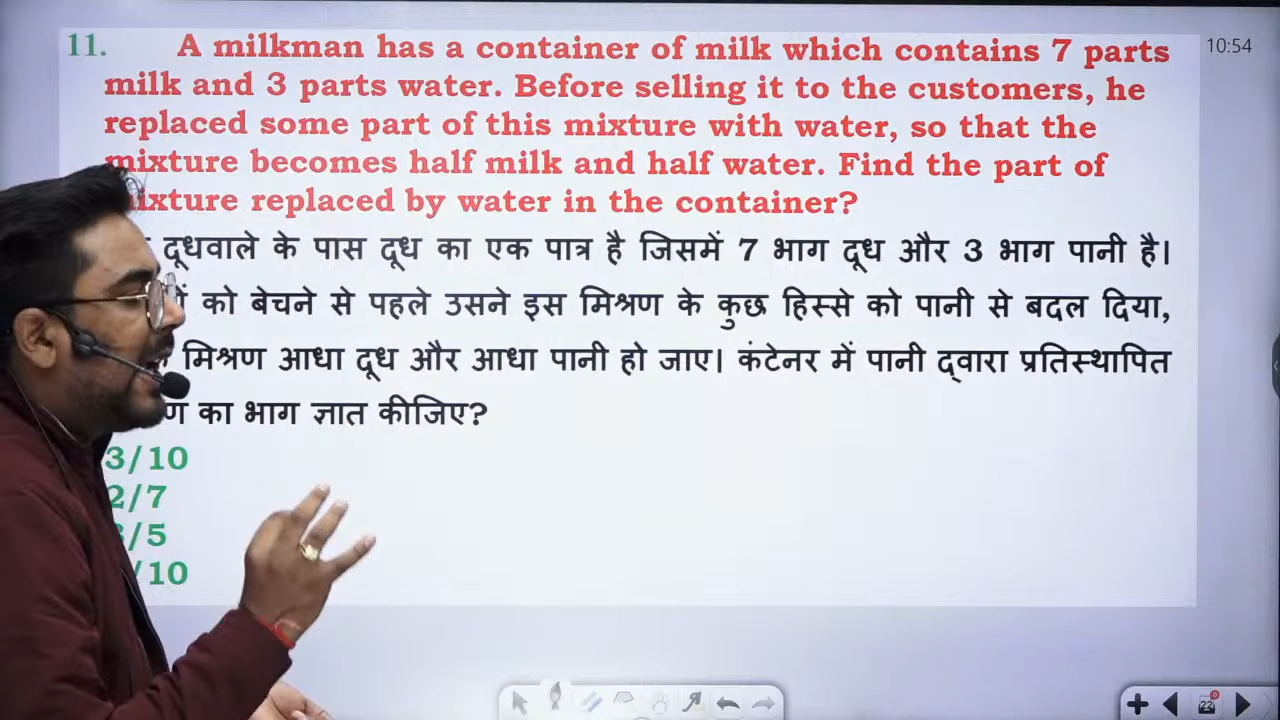 11. A milkman has a container of milk which contains 7 parts
milk and 3 parts water. Before selling it to the customers, he
replaced some part of this mixture with water, so that the
mixture becomes half milk and half water. Find the part of
mixture replaced by water in the container?
दूधवाले के पास दूध का एक पात्र है जिसमें 7 भाग दूध और 3 भाग पानी है।
को बेचने से पहले उसने इस मिश्रण के कुछ हिस्से को पानी से बदल दिया,
मिश्रण आधा दूध और आधा पानी हो जाए। कंटेनर में पानी द्वारा प्रतिस्थापित
का भाग ज्ञात कीजिए?
3/10
2/7
/5
/10
10:54
22